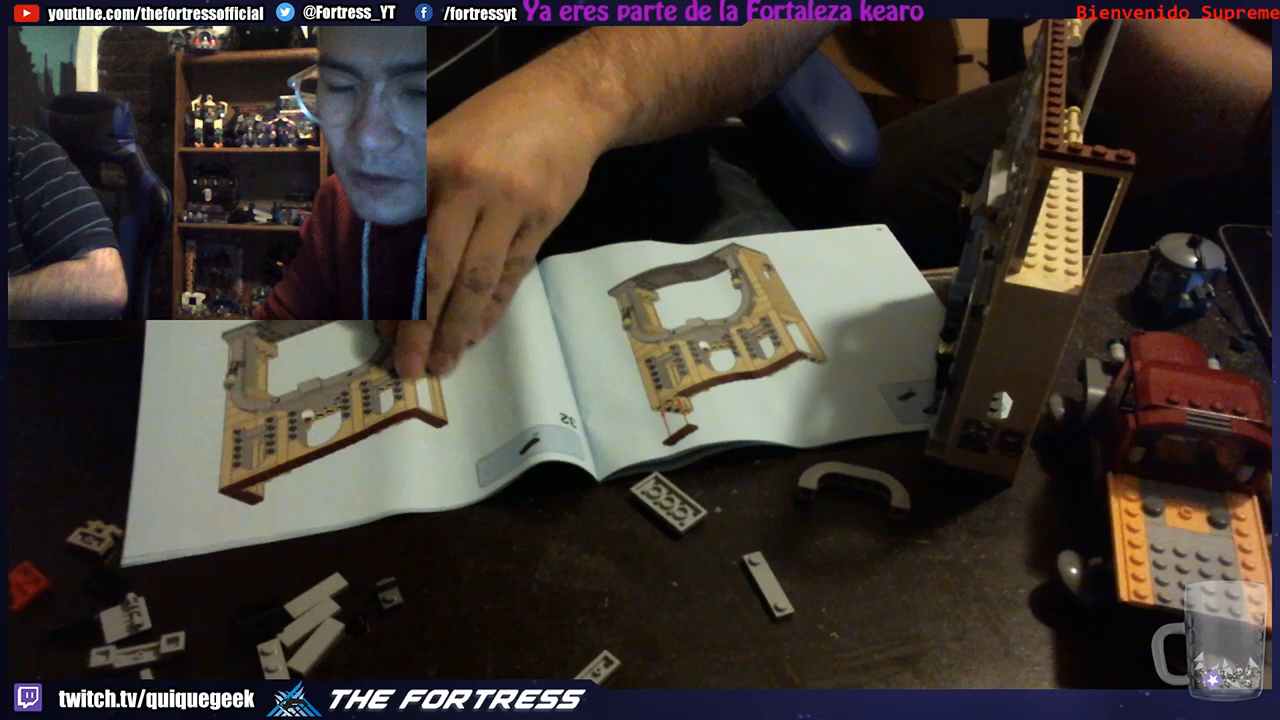 youtube.com/thefortressofficial @Fortress_YT /fortressyt Ya eres parte de la Fortaleza kearo Bienvenido Supreme
32
twitch.tv/quiquegeek THE FORTRESS